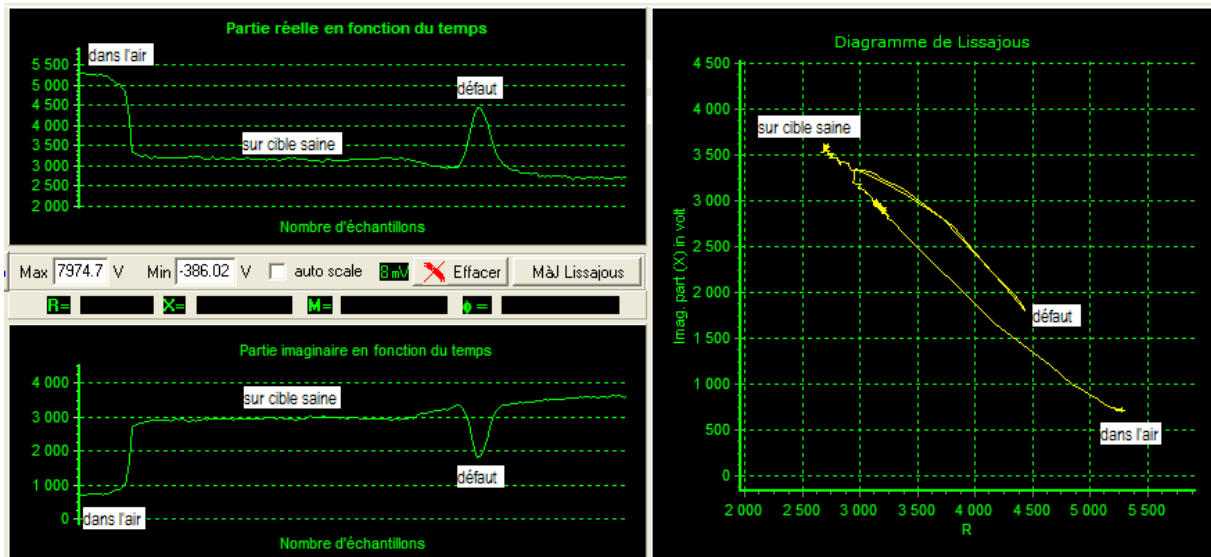 Partie réelle en fonction du temps
dans l'air
5 500
5 000
4 500
4 000
3 500
3 000
2 500
2 000
défaut
sur cible saine
Nombre d'échantillons
Max 7974.7 V Min -386.02 V auto scale 8 mV Effacer MàJ Lissajous
R= X= M= ϕ =
Partie imaginaire en fonction du temps
4 000
3 000
2 000
1 000
0
sur cible saine
défaut
dans l'air
Nombre d'échantillons
Diagramme de Lissajous
4 500
4 000
3 500
3 000
2 500
2 000
1 500
1 000
500
0
Imag. part (X) in volt
sur cible saine
défaut
dans l'air
2 000 2 500 3 000 3 500 4 000 4 500 5 000 5 500
R